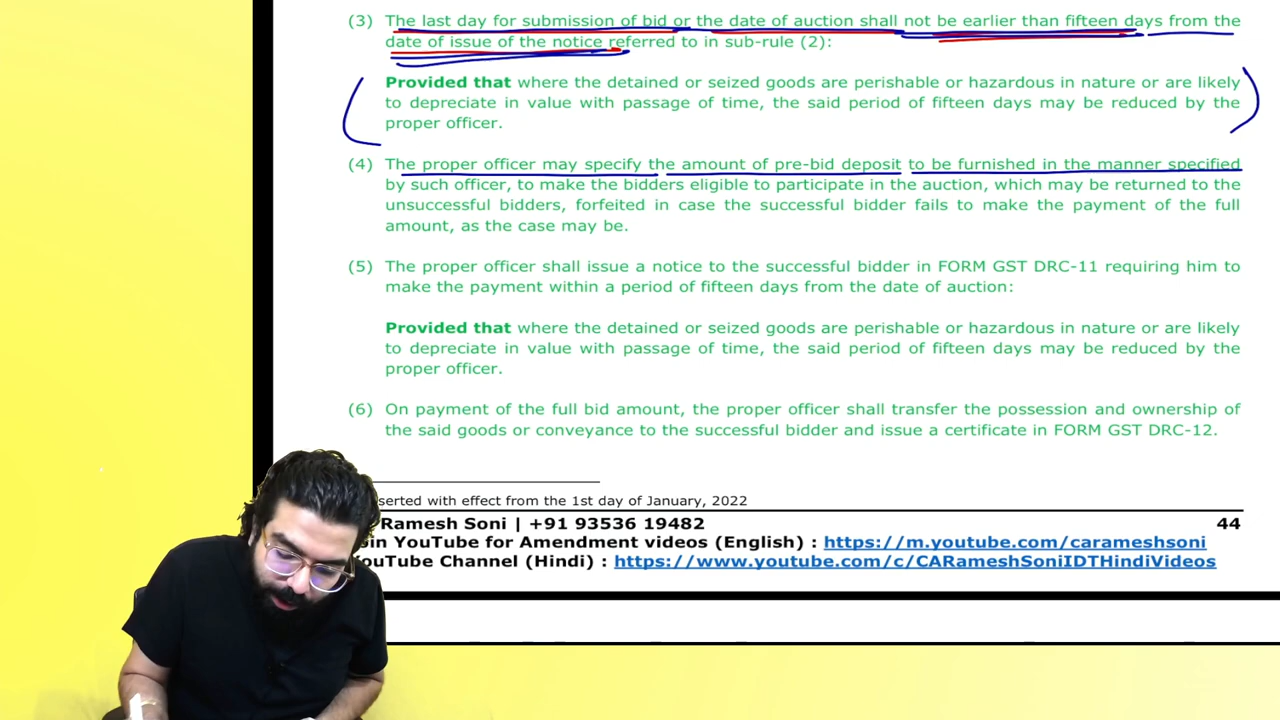 (3) The last day for submission of bid or the date of auction shall not be earlier than fifteen days from the
date of issue of the notice referred to in sub-rule (2):
Provided that where the detained or seized goods are perishable or hazardous in nature or are likely
to depreciate in value with passage of time, the said period of fifteen days may be reduced by the
proper officer.
(4) The proper officer may specify the amount of pre-bid deposit to be furnished in the manner specified
by such officer, to make the bidders eligible to participate in the auction, which may be returned to the
unsuccessful bidders, forfeited in case the successful bidder fails to make the payment of the full
amount, as the case may be.
(5) The proper officer shall issue a notice to the successful bidder in FORM GST DRC-11 requiring him to
make the payment within a period of fifteen days from the date of auction:
Provided that where the detained or seized goods are perishable or hazardous in nature or are likely
to depreciate in value with passage of time, the said period of fifteen days may be reduced by the
proper officer.
(6) On payment of the full bid amount, the proper officer shall transfer the possession and ownership of
the said goods or conveyance to the successful bidder and issue a certificate in FORM GST DRC-12.
serted with effect from the 1st day of January, 2022
Ramesh Soni | +91 93536 19482 44
in YouTube for Amendment videos (English) : https://m.youtube.com/carameshsoni
ouTube Channel (Hindi) : https://www.youtube.com/c/CARameshSoniIDTHindiVideos